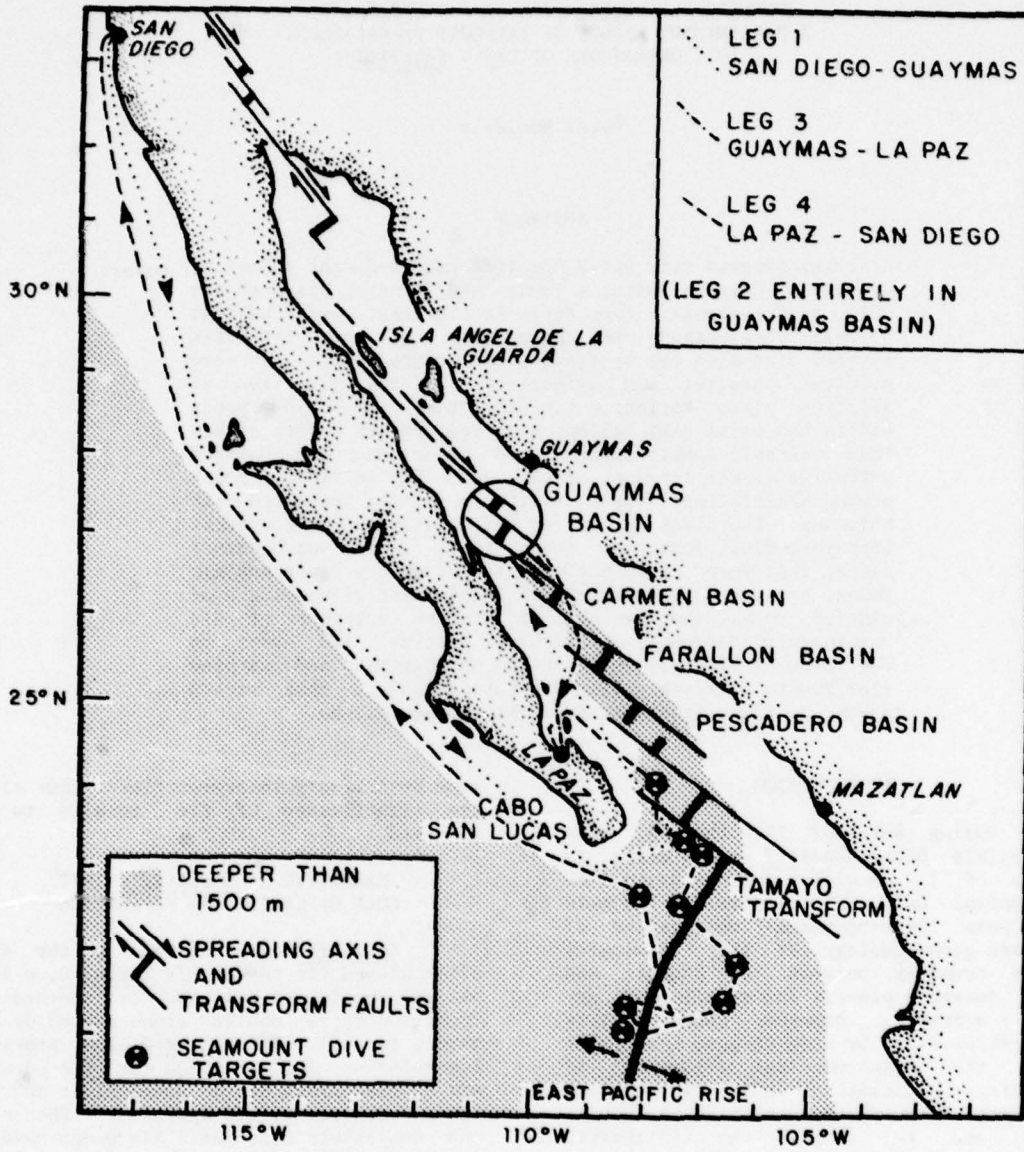 SAN
DIEGO
LEG 1
SAN DIEGO-GUAYMAS
LEG 3
GUAYMAS - LA PAZ
LEG 4
LA PAZ - SAN DIEGO
(LEG 2 ENTIRELY IN
GUAYMAS BASIN)
30°N
ISLA ANGEL DE LA
GUARDA
GUAYMAS
GUAYMAS
BASIN
CARMEN BASIN
FARALLON BASIN
25°N
PESCADERO BASIN
LA PAZ
MAZATLAN
CABO
SAN LUCAS
TAMAYO
TRANSFORM
DEEPER THAN
1500 m
SPREADING AXIS
AND
TRANSFORM FAULTS
SEAMOUNT DIVE
TARGETS
EAST PACIFIC RISE
115°W
110°W
105°W